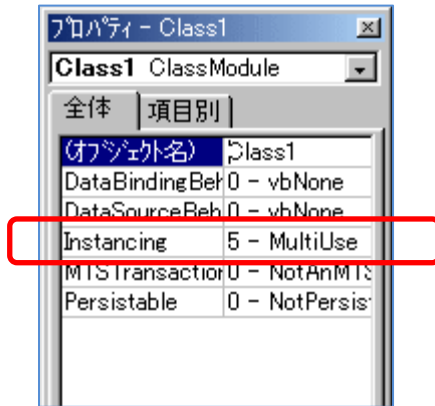 プロパティ - Class1
Class1 ClassModule
全体 項目別
(オブジェクト名) Class1
DataBindingBeh 0 - vbNone
DataSourceBeh 0 - vbNone
Instancing 5 - MultiUse
MTSTransaction 0 - NotAnMTS
Persistable 0 - NotPersis